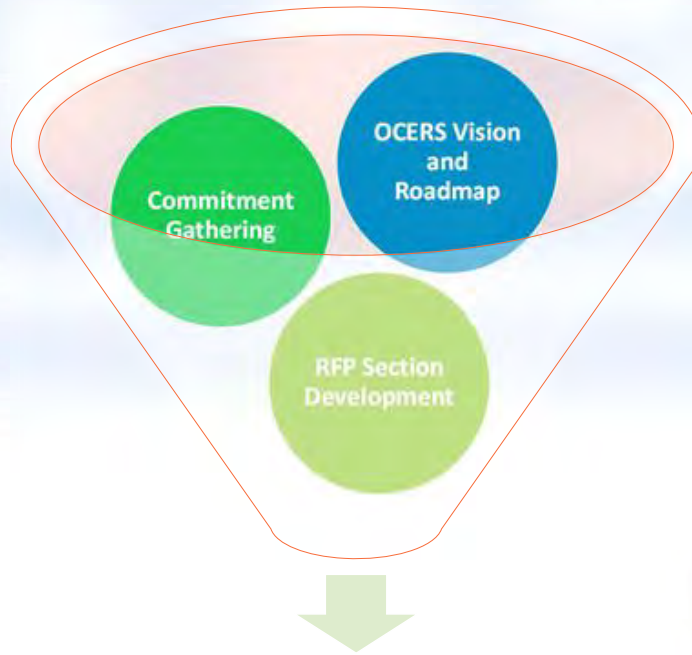 OCERS Vision
and
Roadmap
Commitment
Gathering
RFP Section
Development